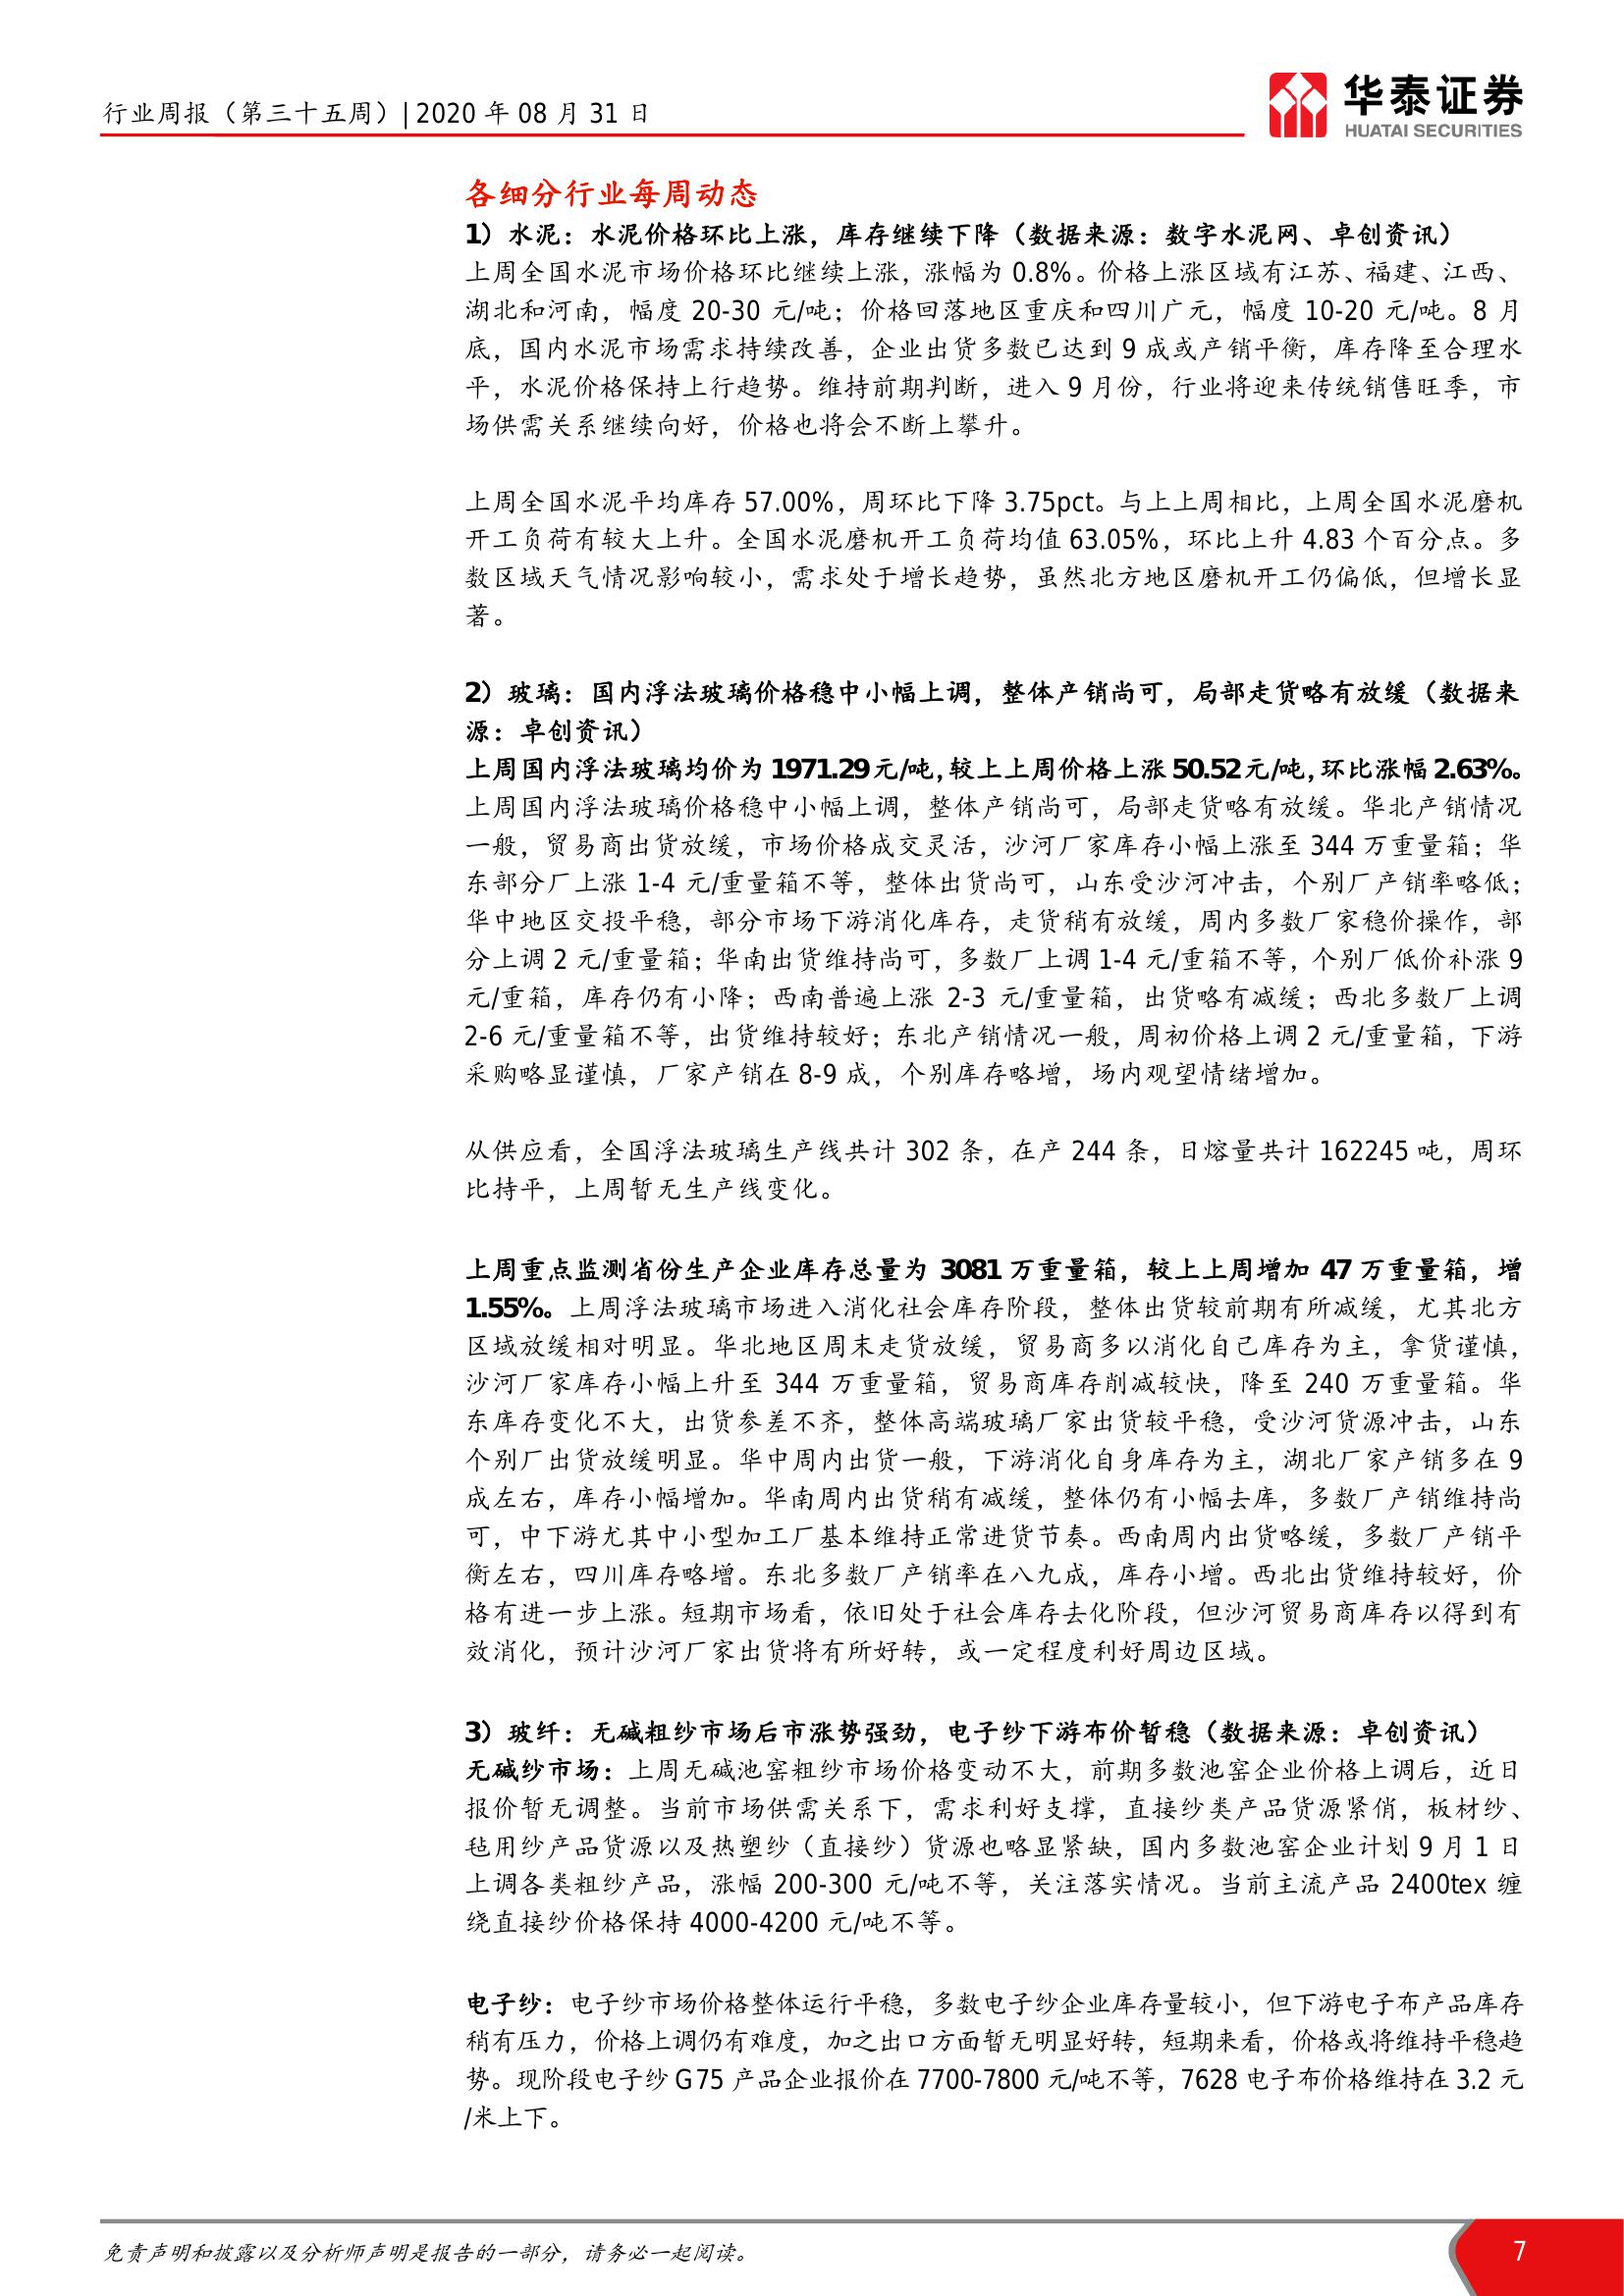 行业周报（第三十五周）| 2020 年 08 月 31 日
华泰证券
HUATAI SECURITIES
各细分行业每周动态
1）水泥：水泥价格环比上涨，库存继续下降（数据来源：数字水泥网、卓创资讯）
上周全国水泥市场价格环比继续上涨，涨幅为 0.8%。价格上涨区域有江苏、福建、江西、
湖北和河南，幅度 20-30 元/吨；价格回落地区重庆和四川广元，幅度 10-20 元/吨。8 月
底，国内水泥市场需求持续改善，企业出货多数已达到 9 成或产销平衡，库存降至合理水
平，水泥价格保持上行趋势。维持前期判断，进入 9 月份，行业将迎来传统销售旺季，市
场供需关系继续向好，价格也将会不断上攀升。
上周全国水泥平均库存 57.00%，周环比下降 3.75pct。与上上周相比，上周全国水泥磨机
开工负荷有较大上升。全国水泥磨机开工负荷均值 63.05%，环比上升 4.83 个百分点。多
数区域天气情况影响较小，需求处于增长趋势，虽然北方地区磨机开工仍偏低，但增长显
著。
2）玻璃：国内浮法玻璃价格稳中小幅上调，整体产销尚可，局部走货略有放缓（数据来
源：卓创资讯）
上周国内浮法玻璃均价为 1971.29 元/吨，较上上周价格上涨 50.52 元/吨，环比涨幅 2.63%。
上周国内浮法玻璃价格稳中小幅上调，整体产销尚可，局部走货略有放缓。华北产销情况
一般，贸易商出货放缓，市场价格成交灵活，沙河厂家库存小幅上涨至 344 万重量箱；华
东部分厂上涨 1-4 元/重量箱不等，整体出货尚可，山东受沙河冲击，个别厂产销率略低；
华中地区交投平稳，部分市场下游消化库存，走货稍有放缓，周内多数厂家稳价操作，部
分上调 2 元/重量箱；华南出货维持尚可，多数厂上调 1-4 元/重箱不等，个别厂低价补涨 9
元/重箱，库存仍有小降；西南普遍上涨 2-3 元/重量箱，出货略有减缓；西北多数厂上调
2-6 元/重量箱不等，出货维持较好；东北产销情况一般，周初价格上调 2 元/重量箱，下游
采购略显谨慎，厂家产销在 8-9 成，个别库存略增，场内观望情绪增加。
从供应看，全国浮法玻璃生产线共计 302 条，在产 244 条，日熔量共计 162245 吨，周环
比持平，上周暂无生产线变化。
上周重点监测省份生产企业库存总量为 3081 万重量箱，较上上周增加 47 万重量箱，增
1.55%。上周浮法玻璃市场进入消化社会库存阶段，整体出货较前期有所减缓，尤其北方
区域放缓相对明显。华北地区周末走货放缓，贸易商多以消化自己库存为主，拿货谨慎，
沙河厂家库存小幅上升至 344 万重量箱，贸易商库存削减较快，降至 240 万重量箱。华
东库存变化不大，出货参差不齐，整体高端玻璃厂家出货较平稳，受沙河货源冲击，山东
个别厂出货放缓明显。华中周内出货一般，下游消化自身库存为主，湖北厂家产销多在 9
成左右，库存小幅增加。华南周内出货稍有减缓，整体仍有小幅去库，多数厂产销维持尚
可，中下游尤其中小型加工厂基本维持正常进货节奏。西南周内出货略缓，多数厂产销平
衡左右，四川库存略增。东北多数厂产销率在八九成，库存小增。西北出货维持较好，价
格有进一步上涨。短期市场看，依旧处于社会库存去化阶段，但沙河贸易商库存以得到有
效消化，预计沙河厂家出货将有所好转，或一定程度利好周边区域。
3）玻纤：无碱粗纱市场后市涨势强劲，电子纱下游布价暂稳（数据来源：卓创资讯）
无碱纱市场：上周无碱池窑粗纱市场价格变动不大，前期多数池窑企业价格上调后，近日
报价暂无调整。当前市场供需关系下，需求利好支撑，直接纱类产品货源紧俏，板材纱、
毡用纱产品货源以及热塑纱（直接纱）货源也略显紧缺，国内多数池窑企业计划 9 月 1 日
上调各类粗纱产品，涨幅 200-300 元/吨不等，关注落实情况。当前主流产品 2400tex 缠
绕直接纱价格保持 4000-4200 元/吨不等。
电子纱：电子纱市场价格整体运行平稳，多数电子纱企业库存量较小，但下游电子布产品库存
稍有压力，价格上调仍有难度，加之出口方面暂无明显好转，短期来看，价格或将维持平稳趋
势。现阶段电子纱 G75 产品企业报价在 7700-7800 元/吨不等，7628 电子布价格维持在 3.2 元
/米上下。
免责声明和披露以及分析师声明是报告的一部分，请务必一起阅读。
7